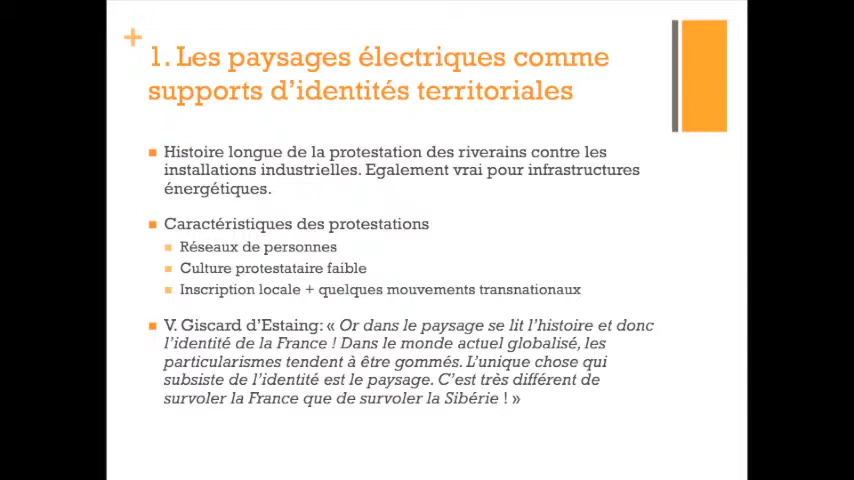 1. Les paysages électriques comme
supports d'identités territoriales
Histoire longue de la protestation des riverains contre les
installations industrielles. Egalement vrai pour infrastructures
énergétiques.
Caractéristiques des protestations
Réseaux de personnes
Culture protestataire faible
Inscription locale + quelques mouvements transnationaux
V. Giscard d'Estaing: « Or dans le paysage se lit l'histoire et donc
l'identité de la France ! Dans le monde actuel globalisé, les
particularismes tendent à être gommés. L'unique chose qui
subsiste de l'identité est le paysage. C'est très différent de
survoler la France que de survoler la Sibérie ! »